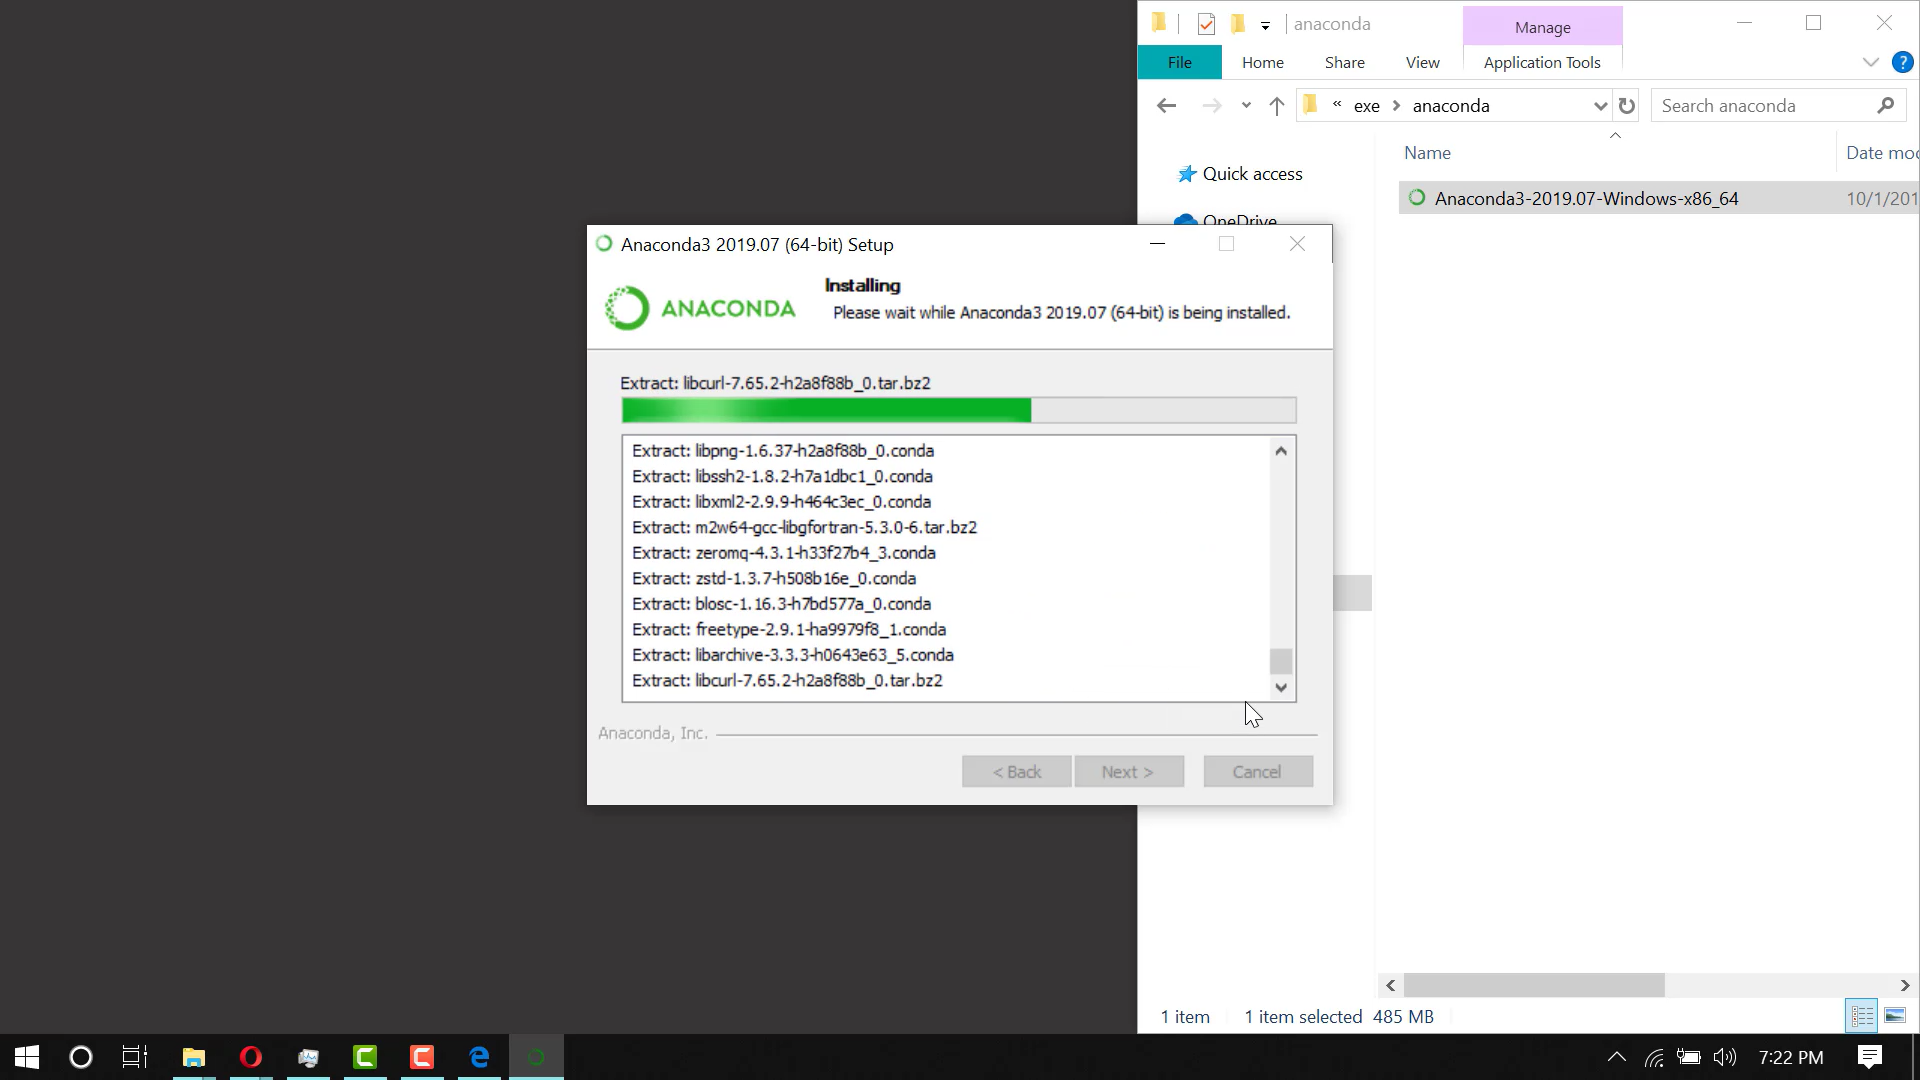 anaconda
Manage
File
Home
Share
View
Application Tools
?
« exe > anaconda
Search anaconda
Name
Quick access
Anaconda3-2019.07-Windows-x86_64
10/1/201
OneDrive
Anaconda3 2019.07 (64-bit) Setup
ANACONDA
Installing
Please wait while Anaconda3 2019.07 (64-bit) is being installed.
Extract: libcurl-7.65.2-h2a8f88b_0.tar.bz2
Extract: libpng-1.6.37-h2a8f88b_0.conda
Extract: libssh2-1.8.2-h7a1dbc1_0.conda
Extract: libxml2-2.9.9-h464c3ec_0.conda
Extract: m2w64-gcc-libgfortran-5.3.0-6.tar.bz2
Extract: zeromq-4.3.1-h33f27b4_3.conda
Extract: zstd-1.3.7-h508b16e_0.conda
Extract: blosc-1.16.3-h7bd577a_0.conda
Extract: freetype-2.9.1-ha9979f8_1.conda
Extract: libarchive-3.3.3-h0643e63_5.conda
Extract: libcurl-7.65.2-h2a8f88b_0.tar.bz2
Anaconda, Inc.
< Back
Next >
Cancel
1 item
1 item selected 485 MB
7:22 PM